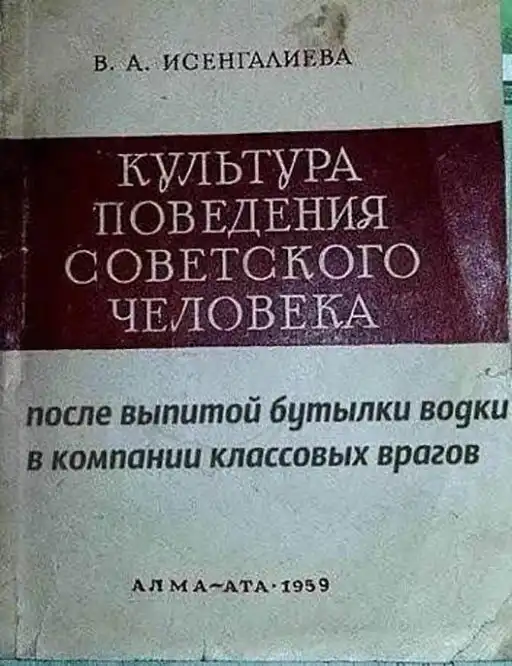 В. А. ИСЕНГАЛИЕВА
КУЛЬТУРА
ПОВЕДЕНИЯ
СОВЕТСКОГО
ЧЕЛОВЕКА
после выпитой бутылки водки
в компании классовых врагов
АЛМА~АТА • 1959